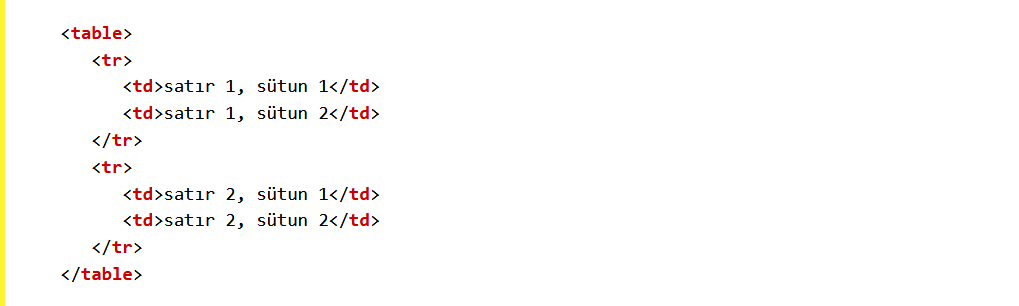 <table>
<tr>
<td>satır 1, sütun 1</td>
<td>satır 1, sütun 2</td>
</tr>
<tr>
<td>satır 2, sütun 1</td>
<td>satır 2, sütun 2</td>
</tr>
</table>